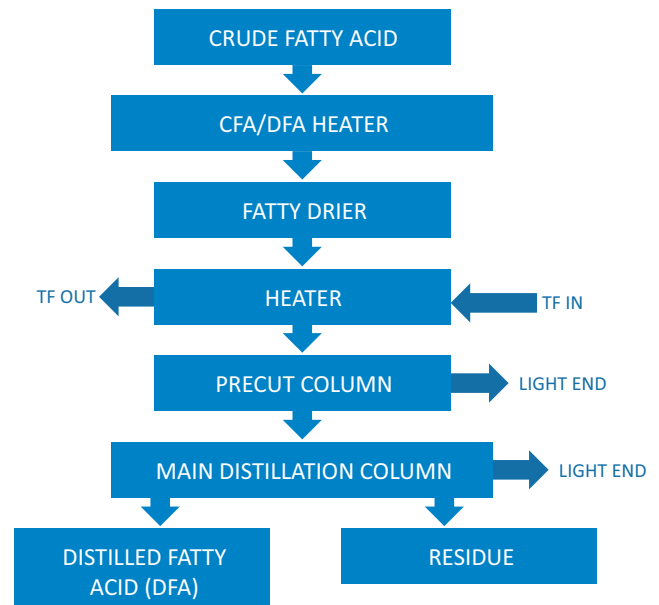 CRUDE FATTY ACID
CFA/DFA HEATER
FATTY DRIER
TF OUT
HEATER
TF IN
PRECUT COLUMN
LIGHT END
MAIN DISTILLATION COLUMN
LIGHT END
DISTILLED FATTY
ACID (DFA)
RESIDUE